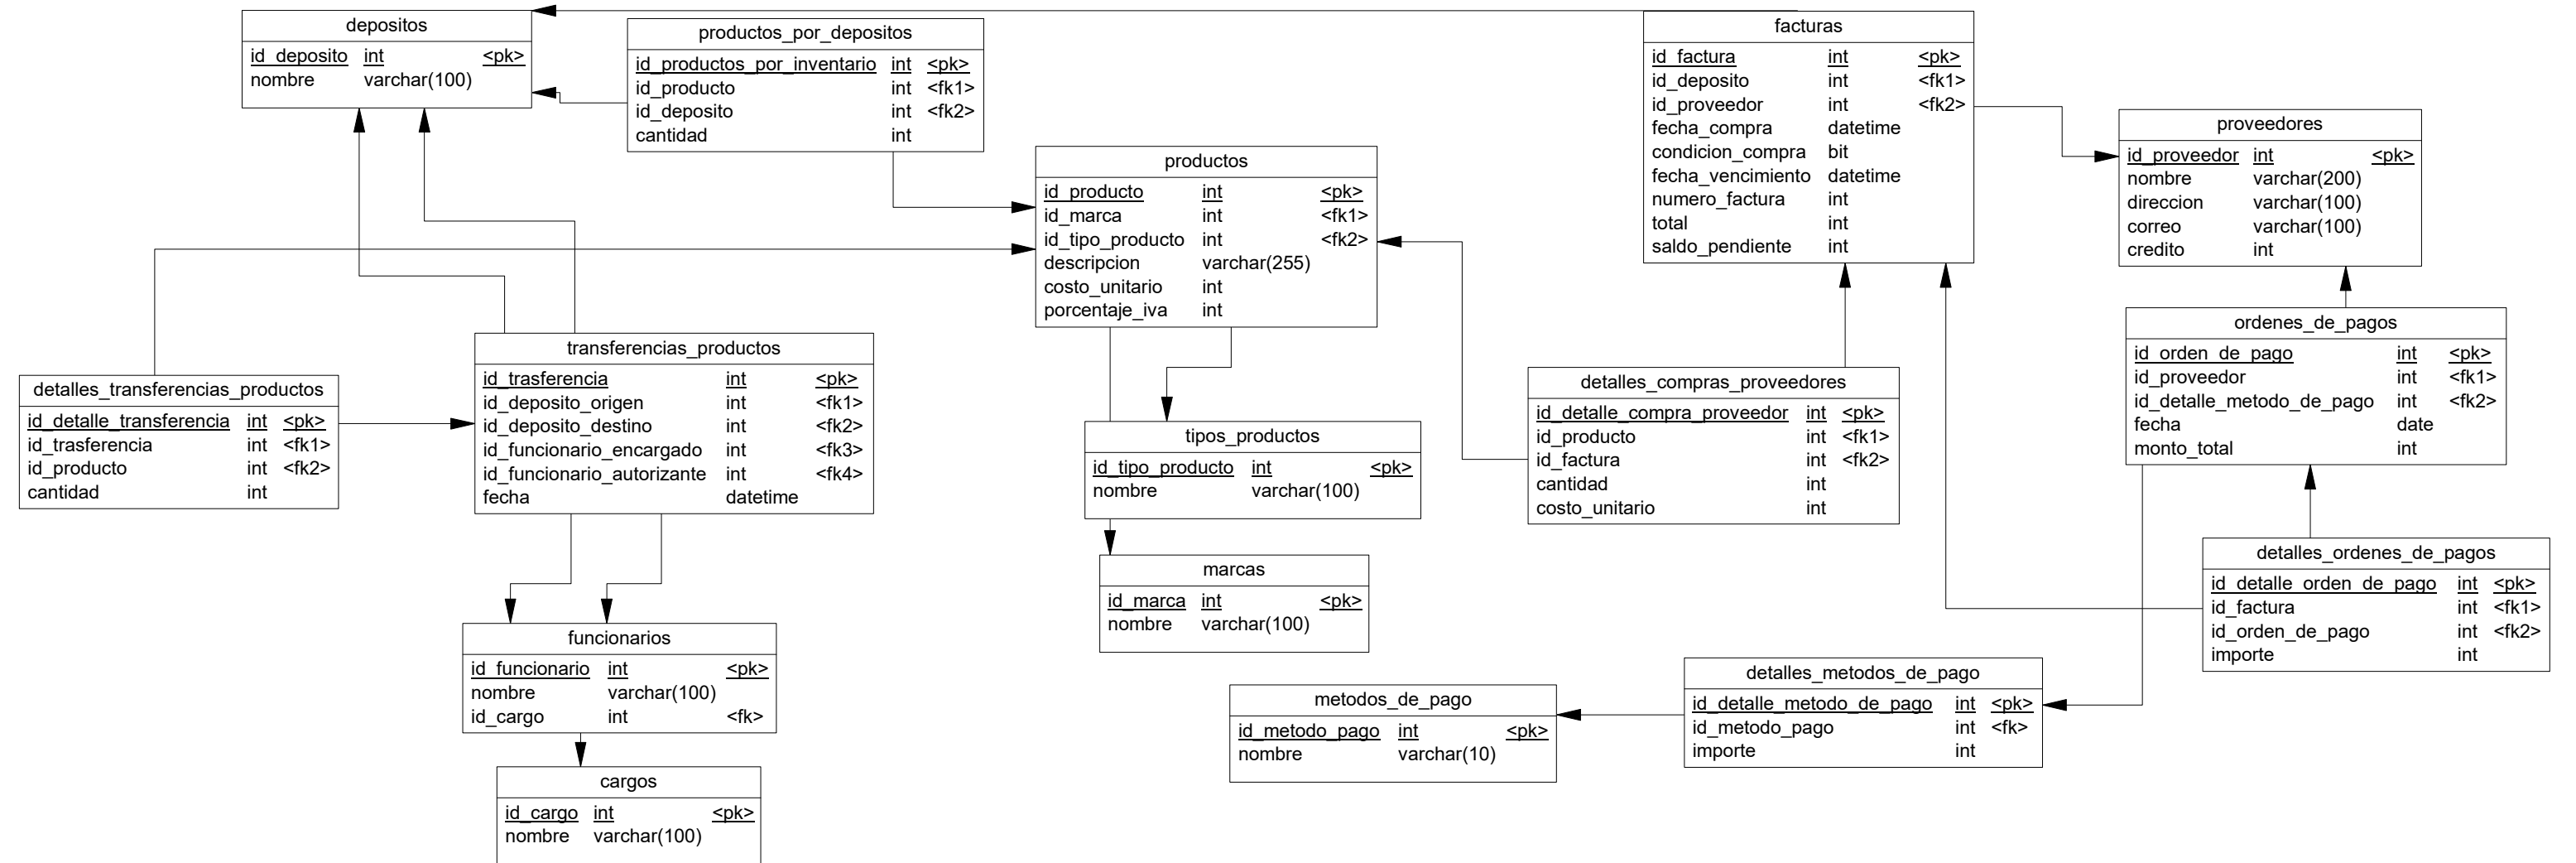 depositos
id_deposito int <pk>
nombre varchar(100)
productos_por_depositos
id_productos_por_inventario int <pk>
id_producto int <fk1>
id_deposito int <fk2>
cantidad int
facturas
id_factura int <pk>
id_deposito int <fk1>
id_proveedor int <fk2>
fecha_compra datetime
condicion_compra bit
fecha_vencimiento datetime
numero_factura int
total int
saldo_pendiente int
proveedores
id_proveedor int <pk>
nombre varchar(200)
direccion varchar(100)
correo varchar(100)
credito int
productos
id_producto int <pk>
id_marca int <fk1>
id_tipo_producto int <fk2>
descripcion varchar(255)
costo_unitario int
porcentaje_iva int
ordenes_de_pagos
id_orden_de_pago int <pk>
id_proveedor int <fk1>
id_detalle_metodo_de_pago int <fk2>
fecha date
monto_total int
transferencias_productos
id_trasferencia int <pk>
id_deposito_origen int <fk1>
id_deposito_destino int <fk2>
id_funcionario_encargado int <fk3>
id_funcionario_autorizante int <fk4>
fecha datetime
detalles_transferencias_productos
id_detalle_transferencia int <pk>
id_trasferencia int <fk1>
id_producto int <fk2>
cantidad int
detalles_compras_proveedores
id_detalle_compra_proveedor int <pk>
id_producto int <fk1>
id_factura int <fk2>
cantidad int
costo_unitario int
tipos_productos
id_tipo_producto int <pk>
nombre varchar(100)
marcas
id_marca int <pk>
nombre varchar(100)
detalles_ordenes_de_pagos
id_detalle_orden_de_pago int <pk>
id_factura int <fk1>
id_orden_de_pago int <fk2>
importe int
funcionarios
id_funcionario int <pk>
nombre varchar(100)
id_cargo int <fk>
metodos_de_pago
id_metodo_pago int <pk>
nombre varchar(10)
detalles_metodos_de_pago
id_detalle_metodo_de_pago int <pk>
id_metodo_pago int <fk>
importe int
cargos
id_cargo int <pk>
nombre varchar(100)